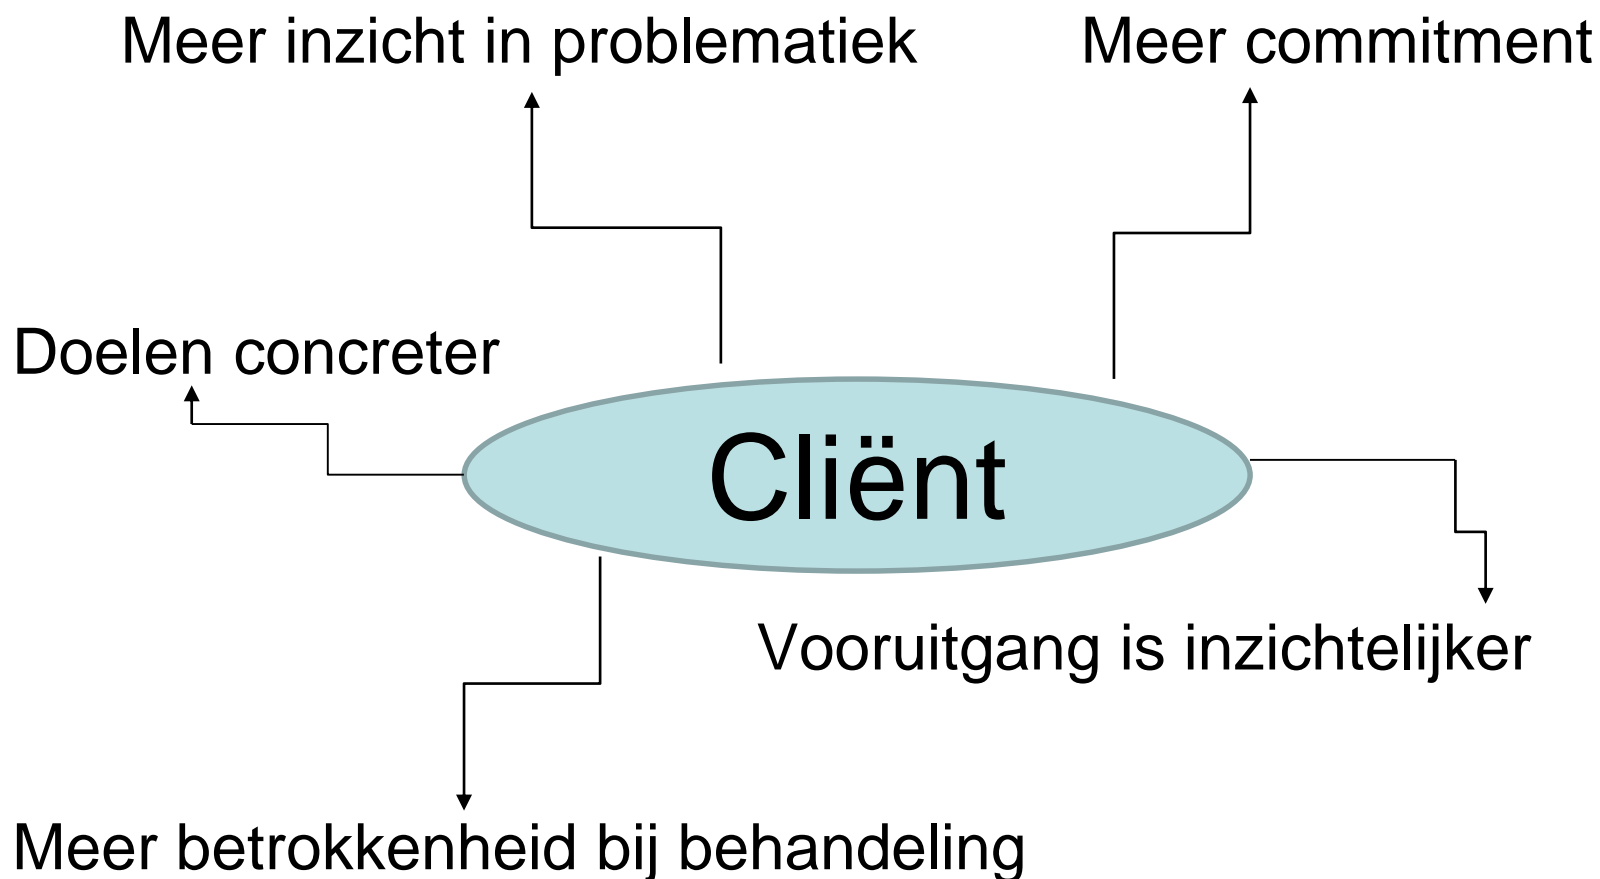 Meer inzicht in problematiek
Meer commitment
Doelen concreter
Cliënt
Vooruitgang is inzichtelijker
Meer betrokkenheid bij behandeling